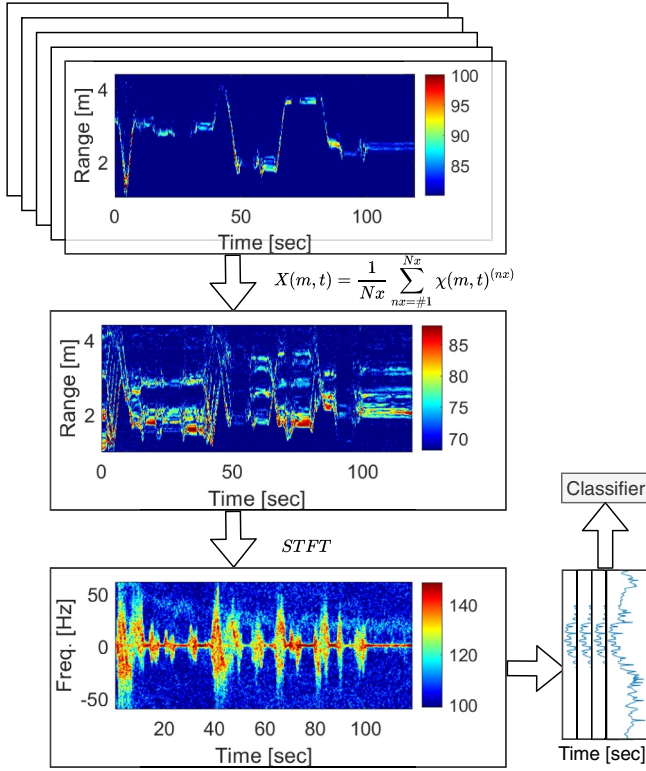 4
2
Range [m]
100
95
90
85
0
50
100
Time [sec]
X(m,t) = \frac{1}{Nx} \sum_{nx=\#1}^{Nx} χ(m,t)^{(nx)}
4
2
Range [m]
85
80
75
70
0
50
100
Time [sec]
STFT
Classifier
50
0
-50
Freq. [Hz]
140
120
100
20
40
60
80
100
Time [sec]
Time [sec]